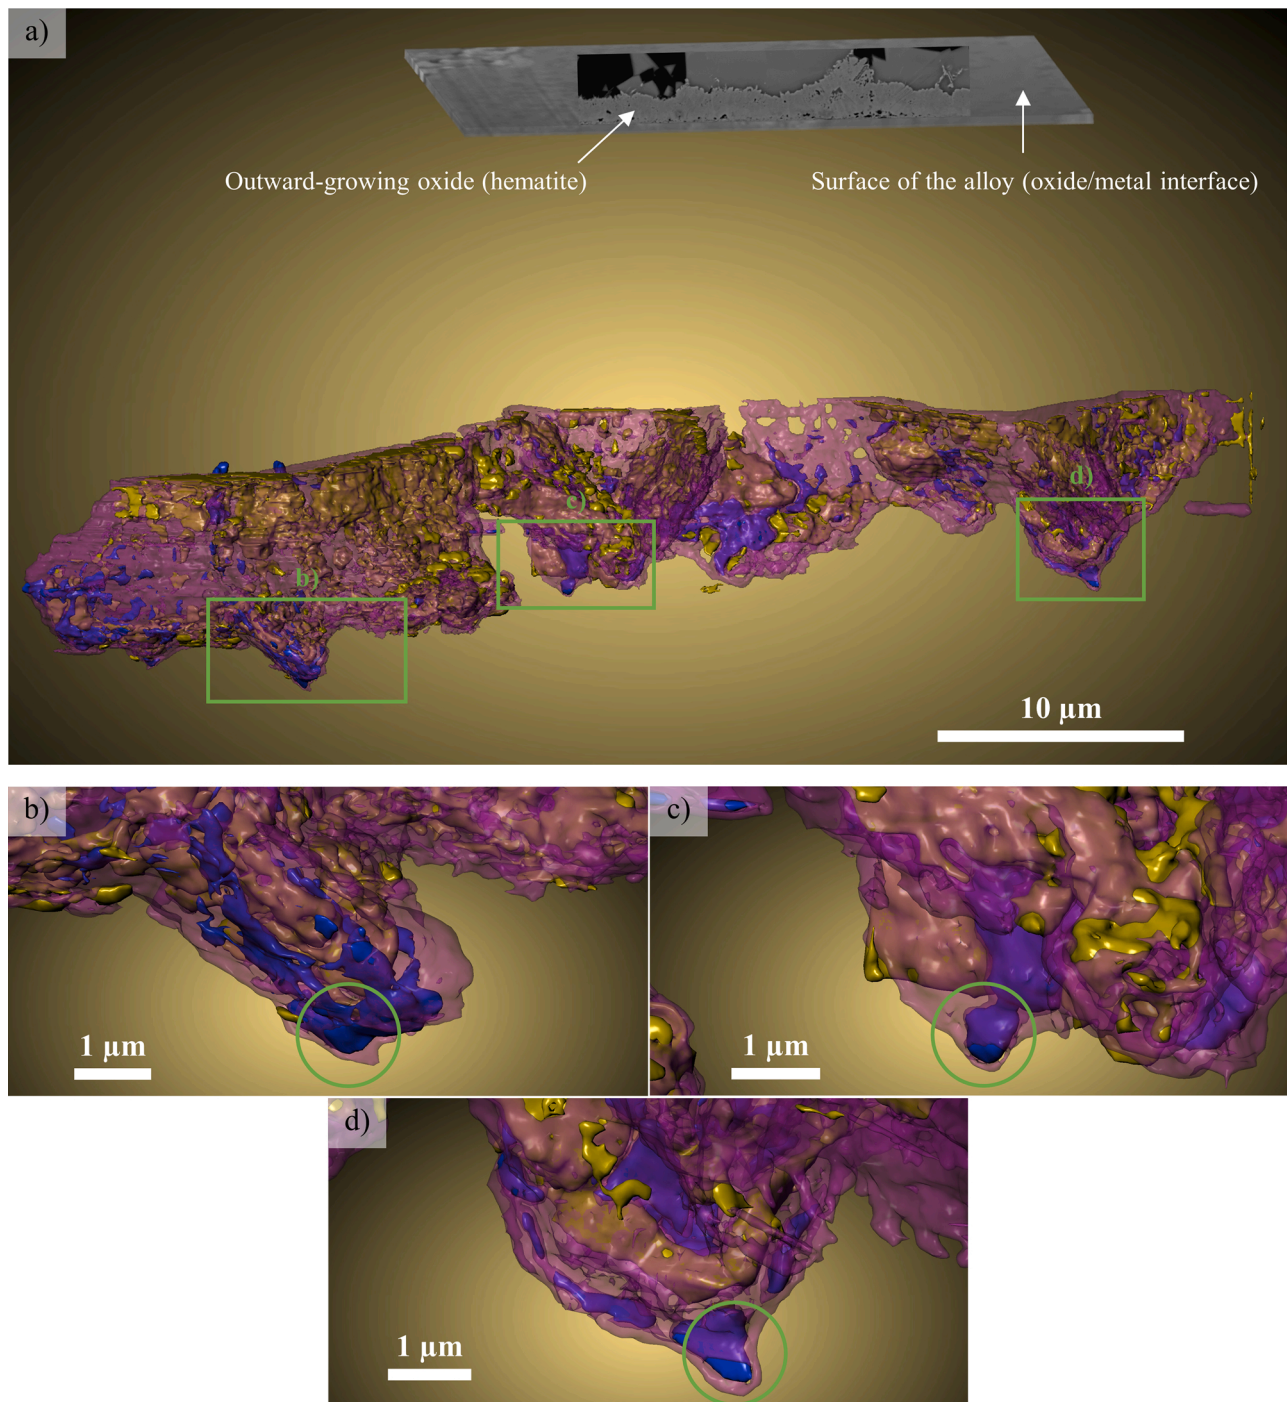 a)
Outward-growing oxide (hematite)
Surface of the alloy (oxide/metal interface)
c)
d)
b)
10 µm
b)
1 µm
c)
1 µm
d)
1 µm